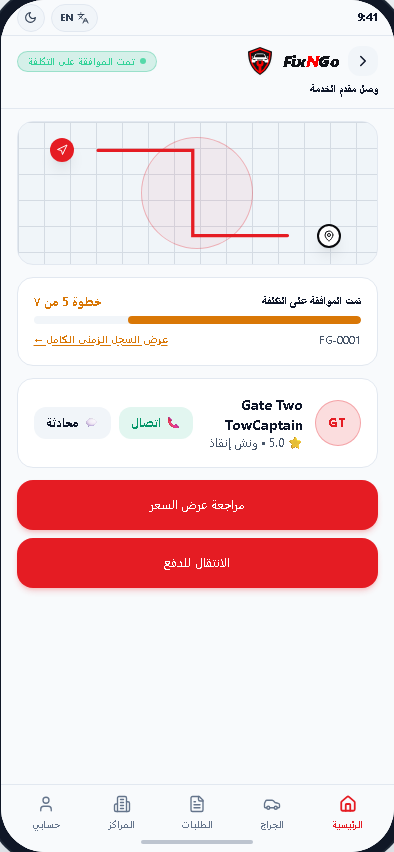 9:41
EN
FixNGo
تمت الموافقة على التكلفة
وصل مقدم الخدمة
تمت الموافقة على التكلفة
خطوة 5 من ٧
FG-0001
عرض السجل الزمني الكامل ←
GT
Gate Two
TowCaptain
5.0 • ونش إنقاذ
اتصال
محادثة
مراجعة عرض السعر
الانتقال للدفع
الرئيسية
الجراج
الطلبات
المراكز
حسابي